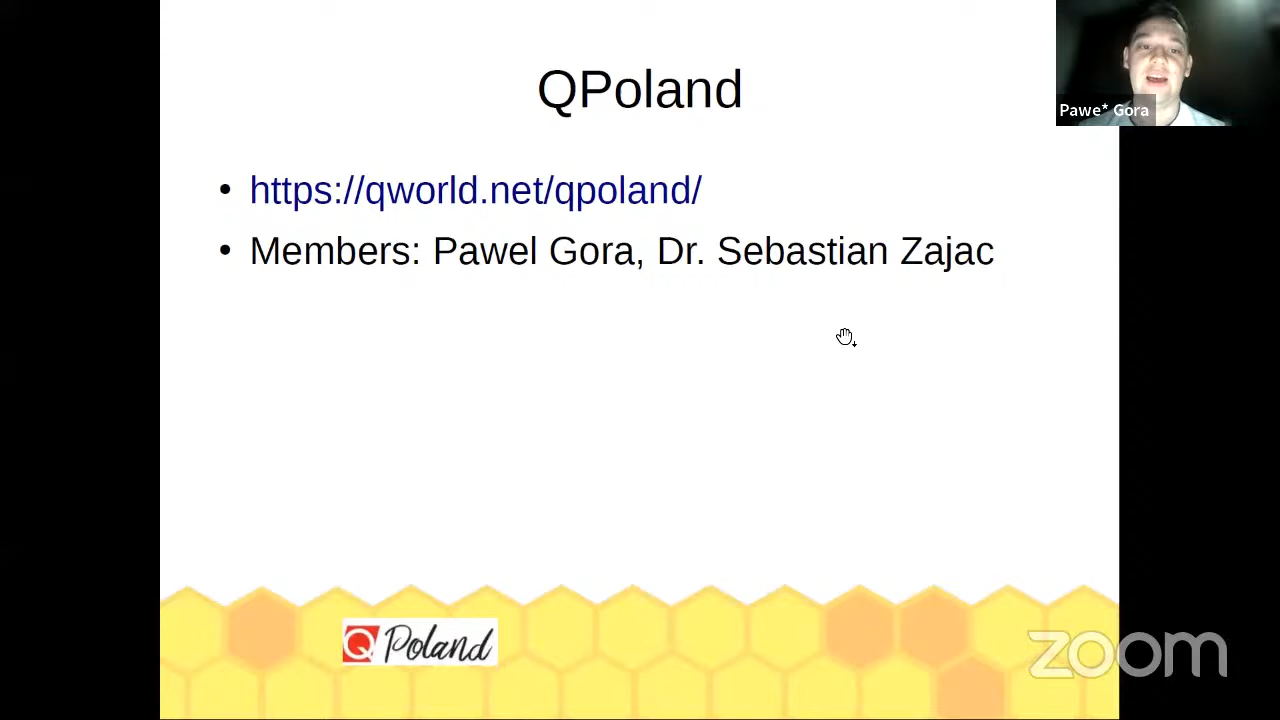 QPoland
Pawe* Gora
• https://qworld.net/qpoland/
• Members: Pawel Gora, Dr. Sebastian Zajac
Q Poland
zoom